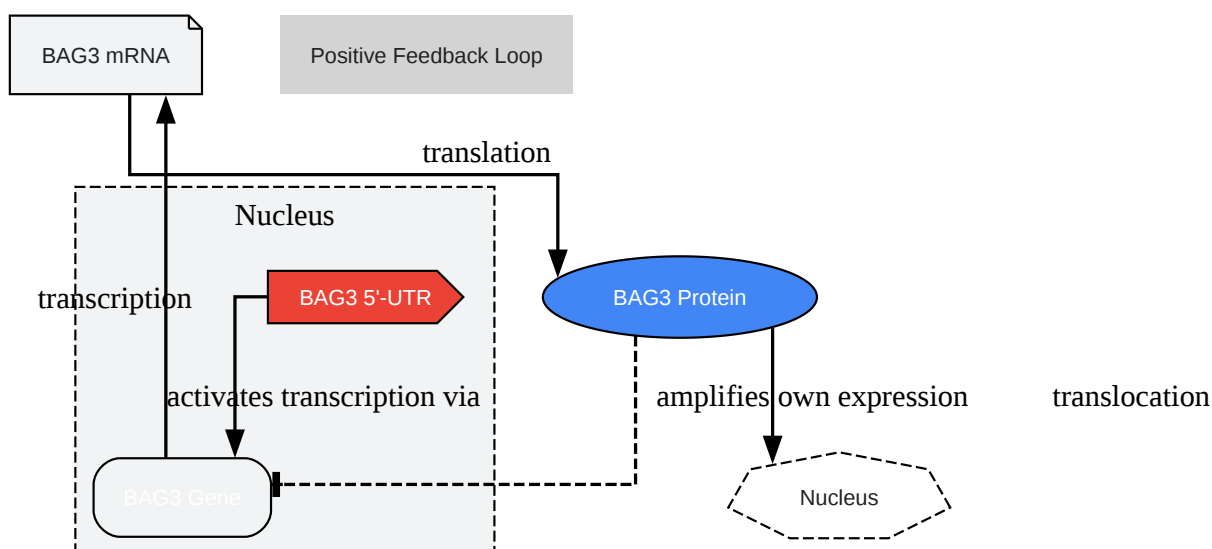 BAG3 mRNA
Positive Feedback Loop
translation
Nucleus
transcription
BAG3 5'-UTR
BAG3 Protein
activates transcription via
amplifies own expression
translocation
BAG3 Gene
Nucleus